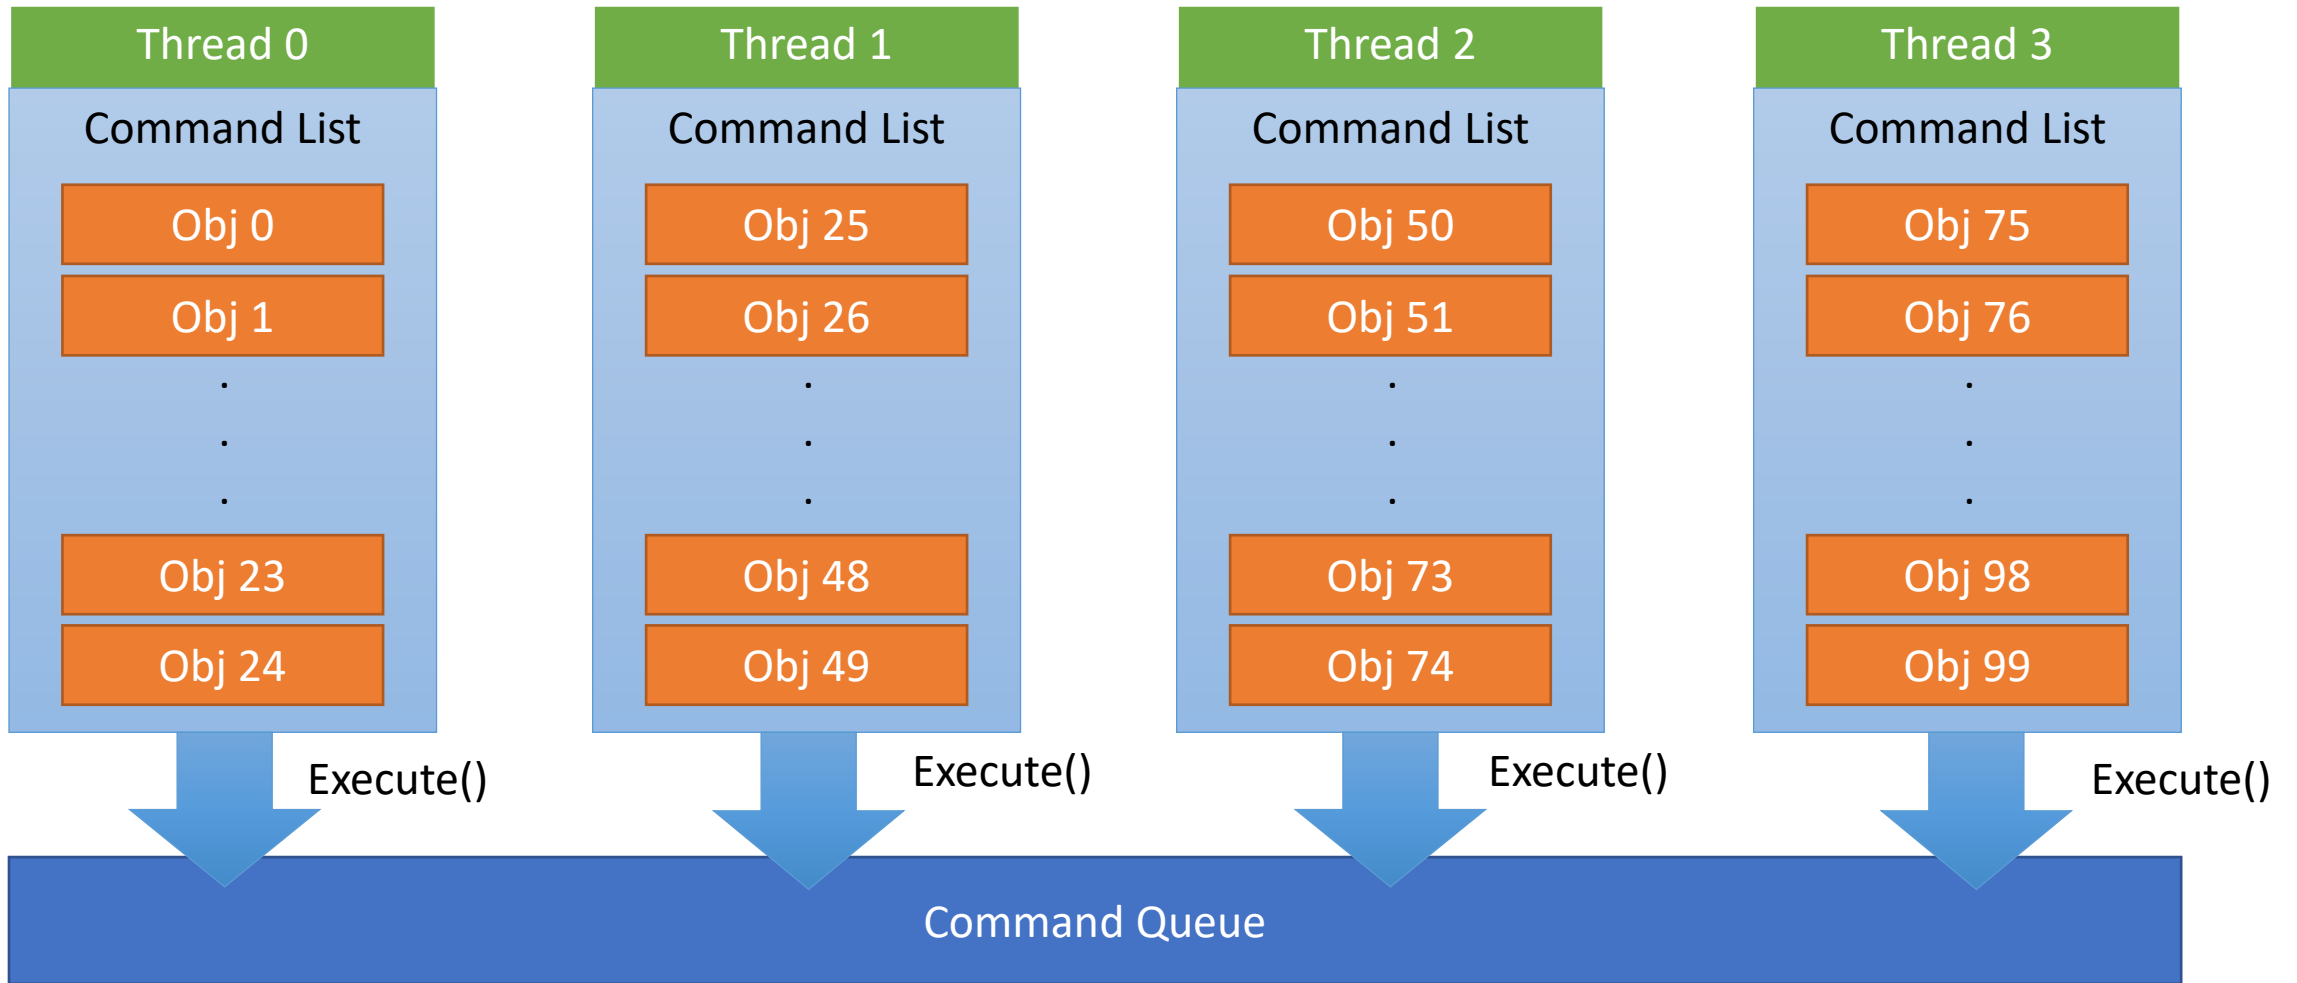 Thread 0
Command List
Obj 0
Obj 1
.
.
.
Obj 23
Obj 24
Execute()
Thread 1
Command List
Obj 25
Obj 26
.
.
.
Obj 48
Obj 49
Execute()
Thread 2
Command List
Obj 50
Obj 51
.
.
.
Obj 73
Obj 74
Execute()
Thread 3
Command List
Obj 75
Obj 76
.
.
.
Obj 98
Obj 99
Execute()
Command Queue